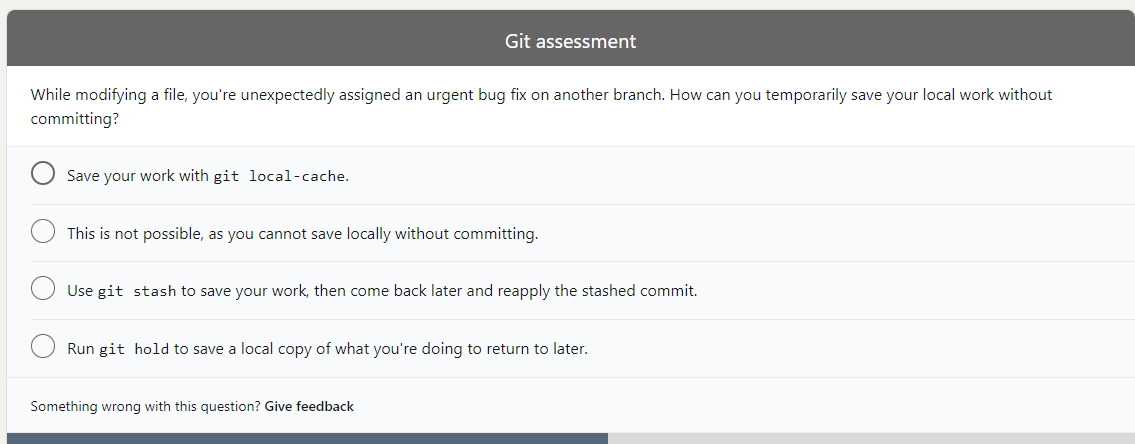 Git assessment
While modifying a file, you're unexpectedly assigned an urgent bug fix on another branch. How can you temporarily save your local work without
committing?
Save your work with git local-cache.
This is not possible, as you cannot save locally without committing.
Use git stash to save your work, then come back later and reapply the stashed commit.
Run git hold to save a local copy of what you're doing to return to later.
Something wrong with this question? Give feedback